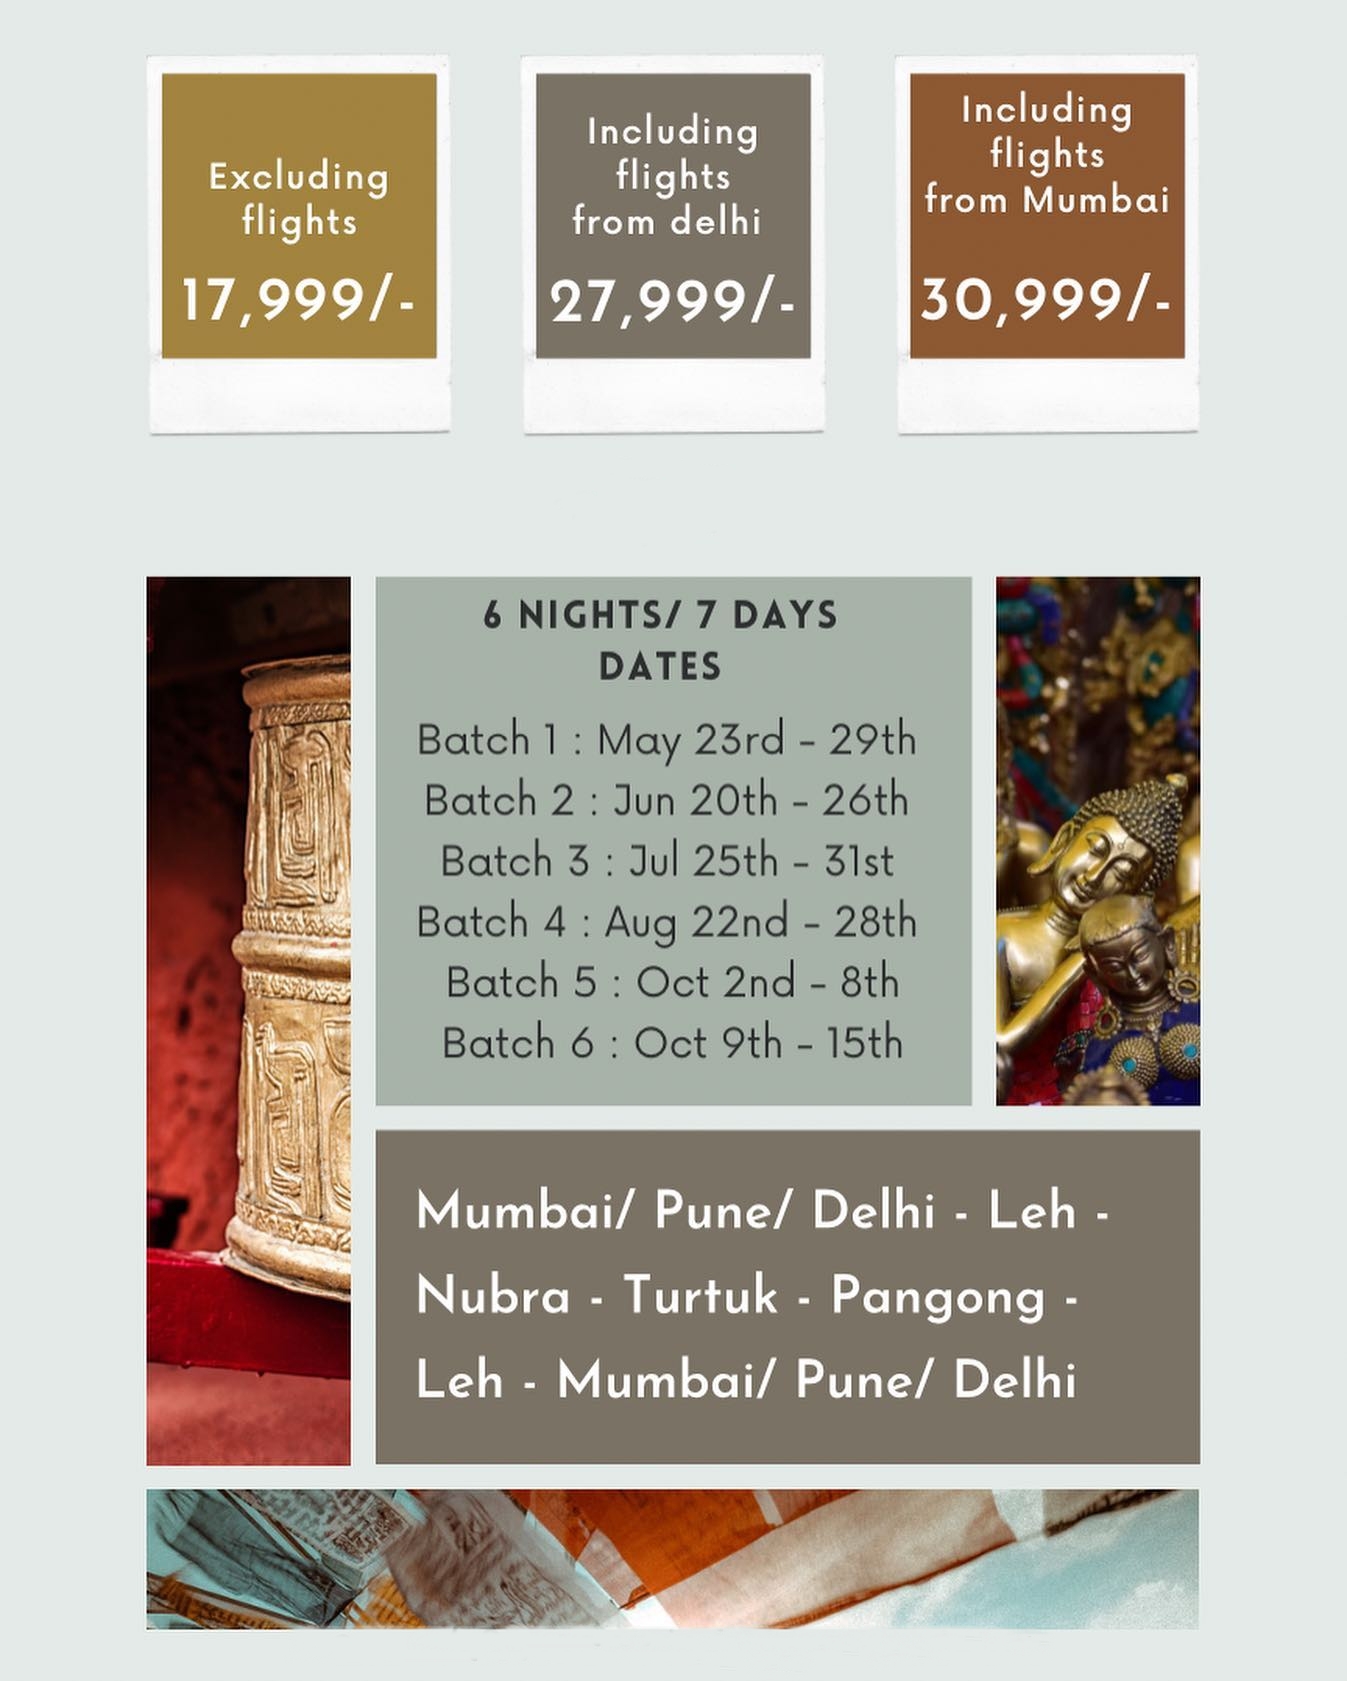 Excluding
flights
17,999/-
Including
flights
from delhi
27,999/-
Including
flights
from Mumbai
30,999/-
6 NIGHTS/ 7 DAYS
DATES
Batch 1 : May 23rd - 29th
Batch 2 : Jun 20th - 26th
Batch 3 : Jul 25th - 31st
Batch 4 : Aug 22nd - 28th
Batch 5 : Oct 2nd - 8th
Batch 6 : Oct 9th - 15th
Mumbai/ Pune/ Delhi - Leh -
Nubra - Turtuk - Pangong -
Leh - Mumbai/ Pune/ Delhi